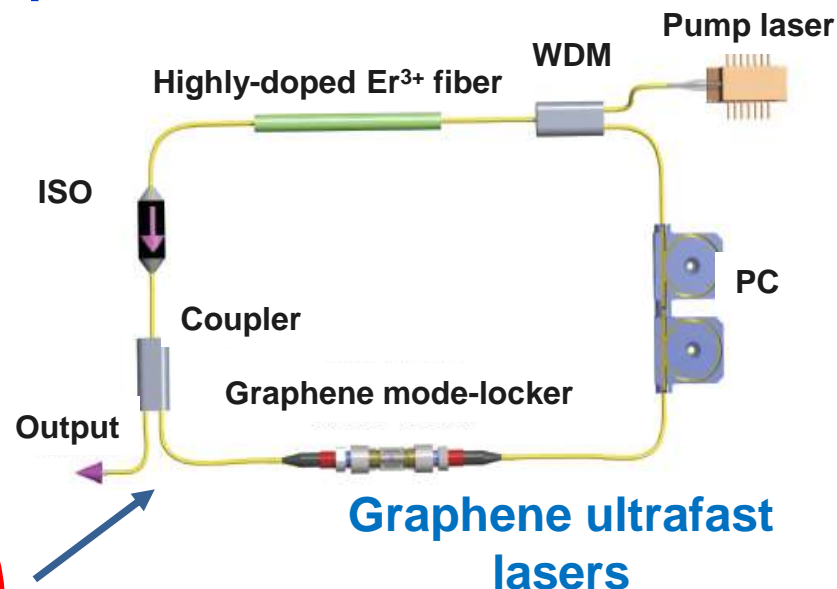 Pump laser
WDM
Highly-doped Er³⁺ fiber
ISO
PC
Coupler
Graphene mode-locker
Output
Graphene ultrafast
lasers